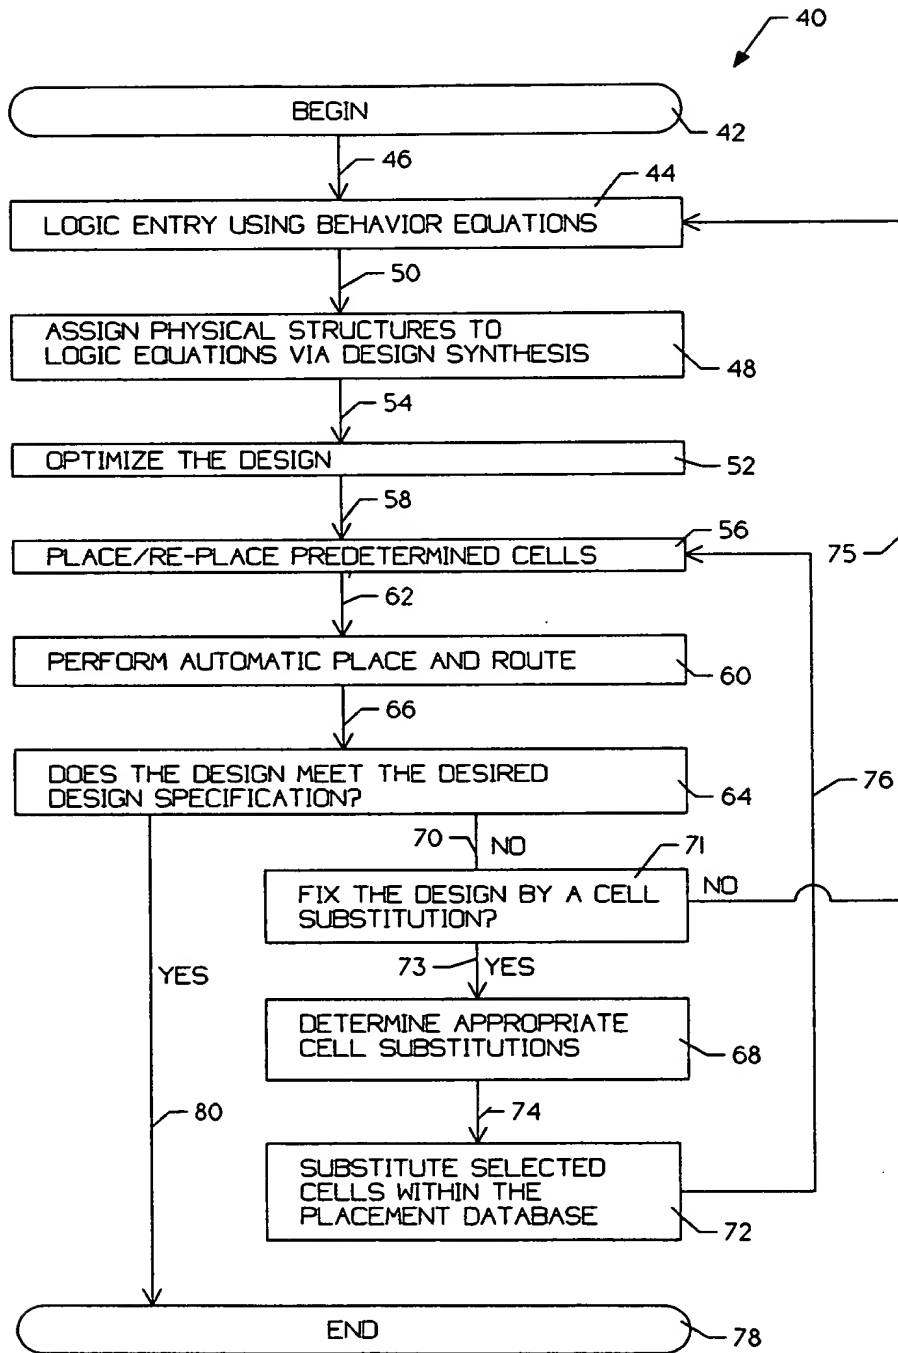 40
BEGIN
42
46
44
LOGIC ENTRY USING BEHAVIOR EQUATIONS
50
ASSIGN PHYSICAL STRUCTURES TO
LOGIC EQUATIONS VIA DESIGN SYNTHESIS
48
54
OPTIMIZE THE DESIGN
52
58
56
PLACE/RE-PLACE PREDETERMINED CELLS
75
62
PERFORM AUTOMATIC PLACE AND ROUTE
60
66
DOES THE DESIGN MEET THE DESIRED
DESIGN SPECIFICATION?
64
76
70
NO
71
FIX THE DESIGN BY A CELL
SUBSTITUTION?
NO
73
YES
YES
DETERMINE APPROPRIATE
CELL SUBSTITUTIONS
68
74
80
SUBSTITUTE SELECTED
CELLS WITHIN THE
PLACEMENT DATABASE
72
END
78